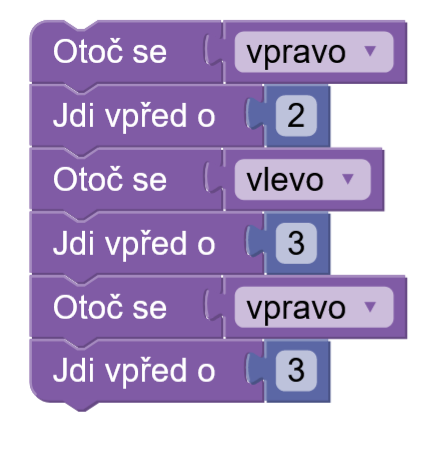 Otoč se vpravo
Jdi vpřed o 2
Otoč se vlevo
Jdi vpřed o 3
Otoč se vpravo
Jdi vpřed o 3